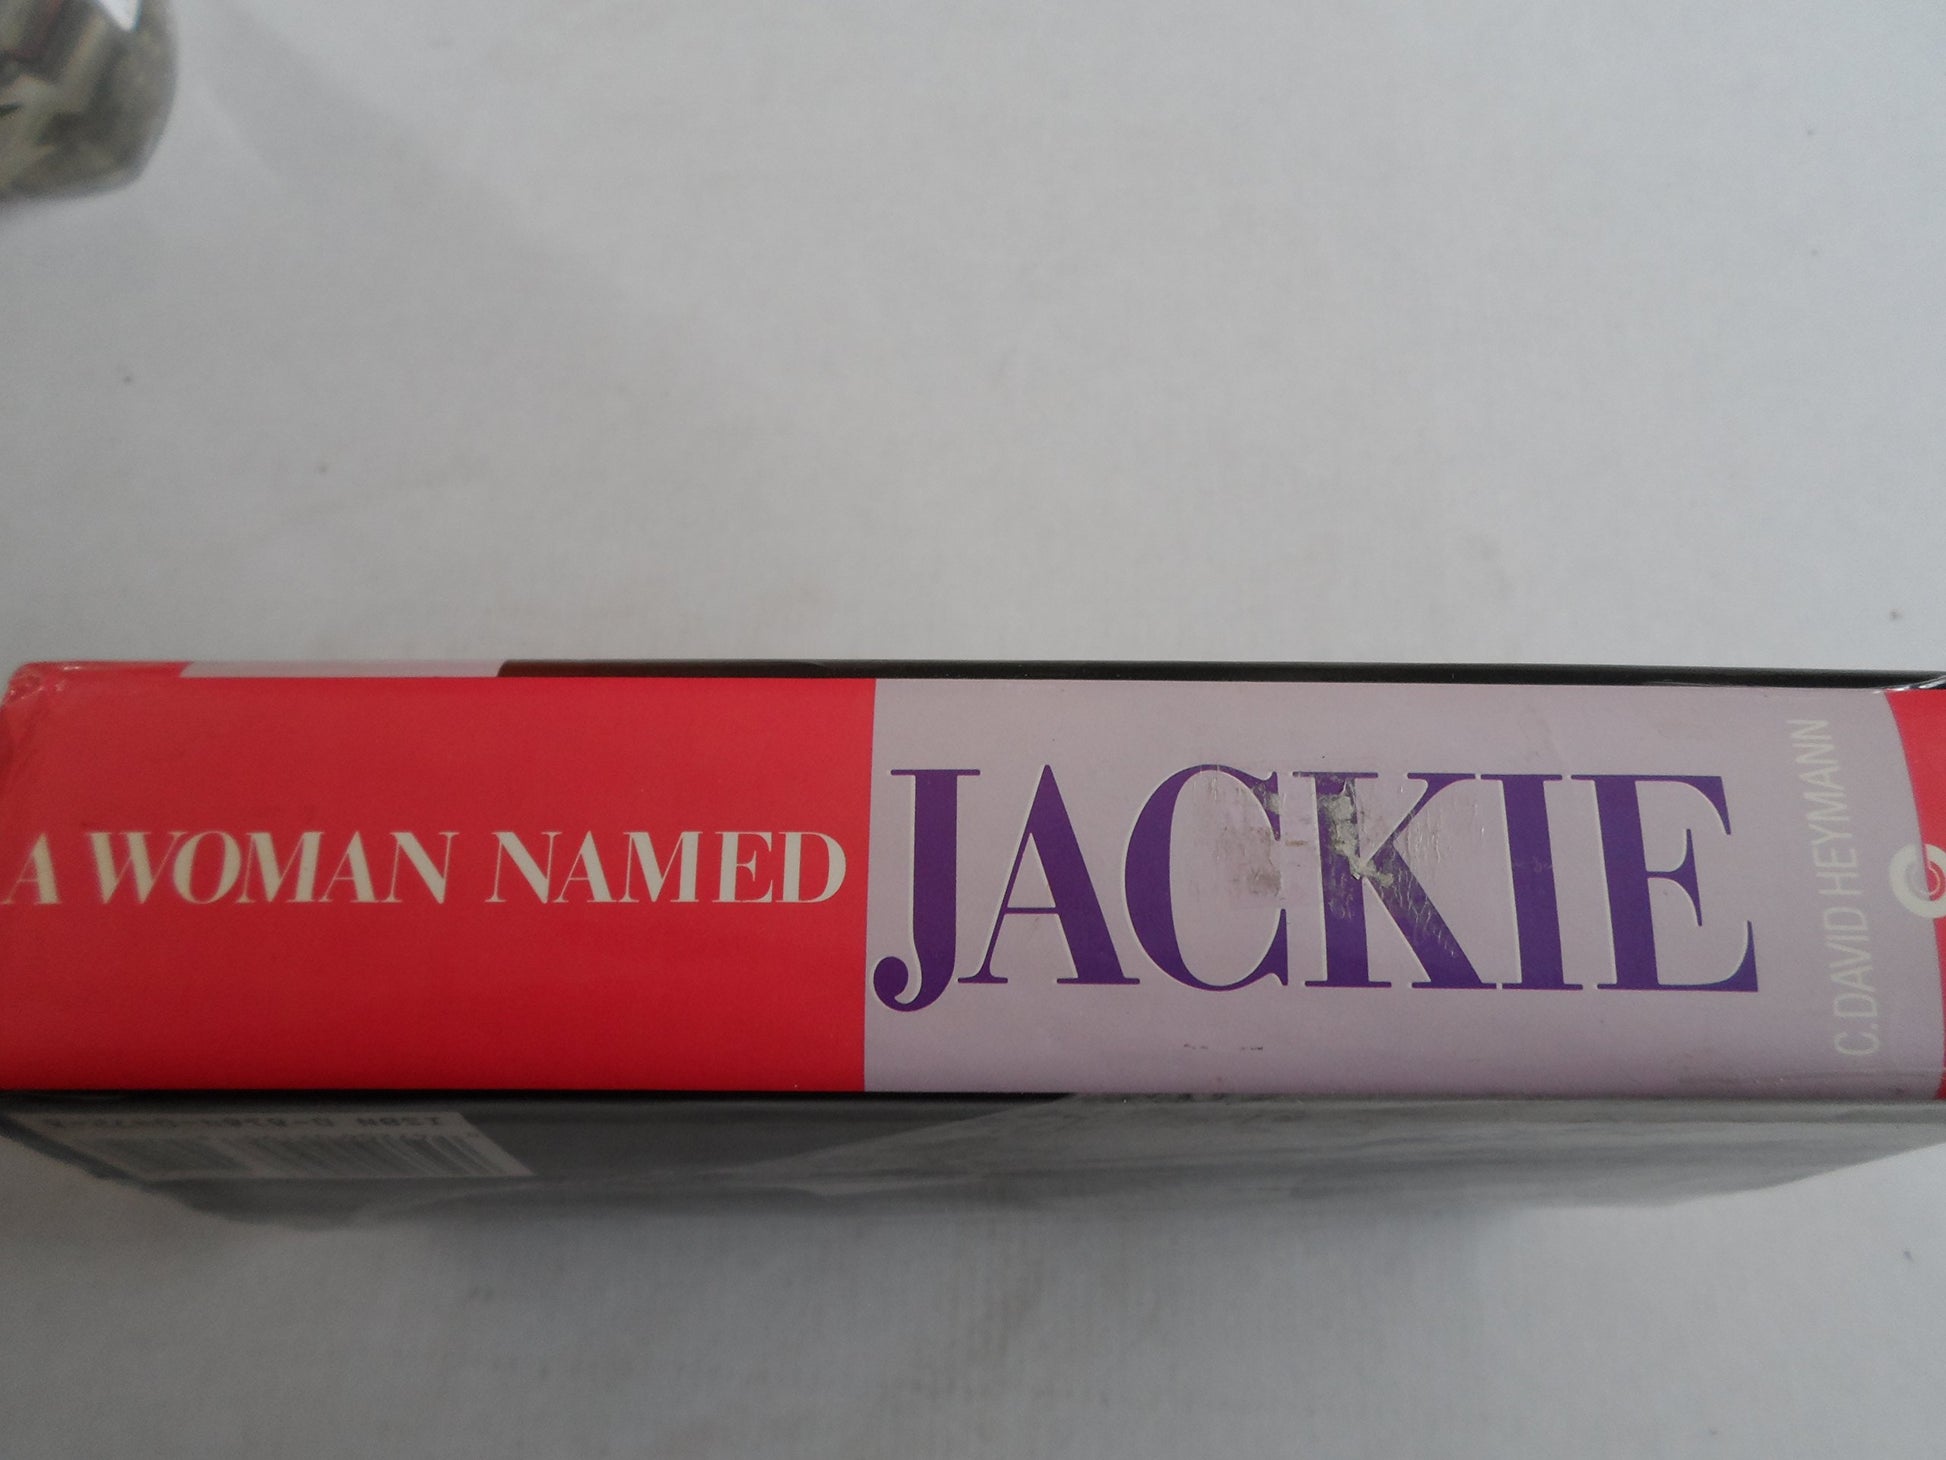 A WOMAN NAMED JACKIE
C. DAVID HEYMANN